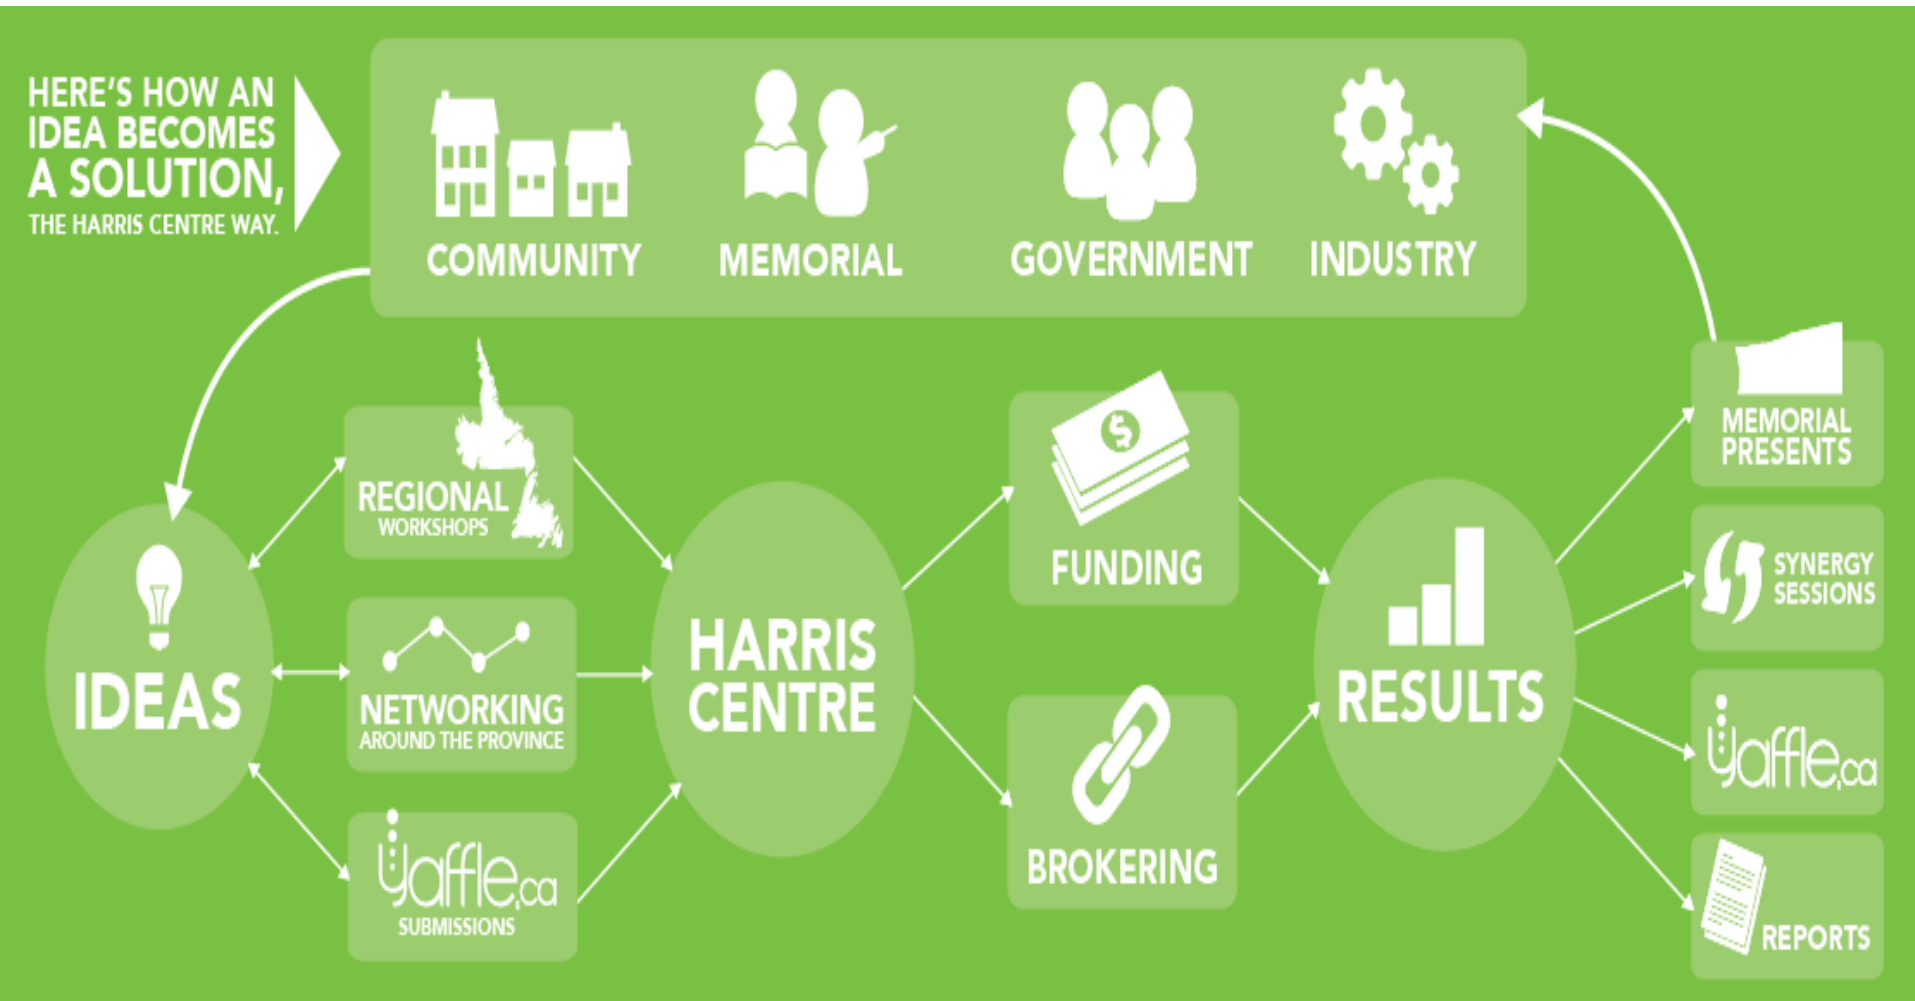 HERE'S HOW AN
IDEA BECOMES
A SOLUTION,
THE HARRIS CENTRE WAY.
COMMUNITY
MEMORIAL
GOVERNMENT
INDUSTRY
IDEAS
REGIONAL
WORKSHOPS
NETWORKING
AROUND THE PROVINCE
yaffle.ca
SUBMISSIONS
HARRIS
CENTRE
$
FUNDING
BROKERING
RESULTS
MEMORIAL
PRESENTS
SYNERGY
SESSIONS
yaffle.ca
REPORTS